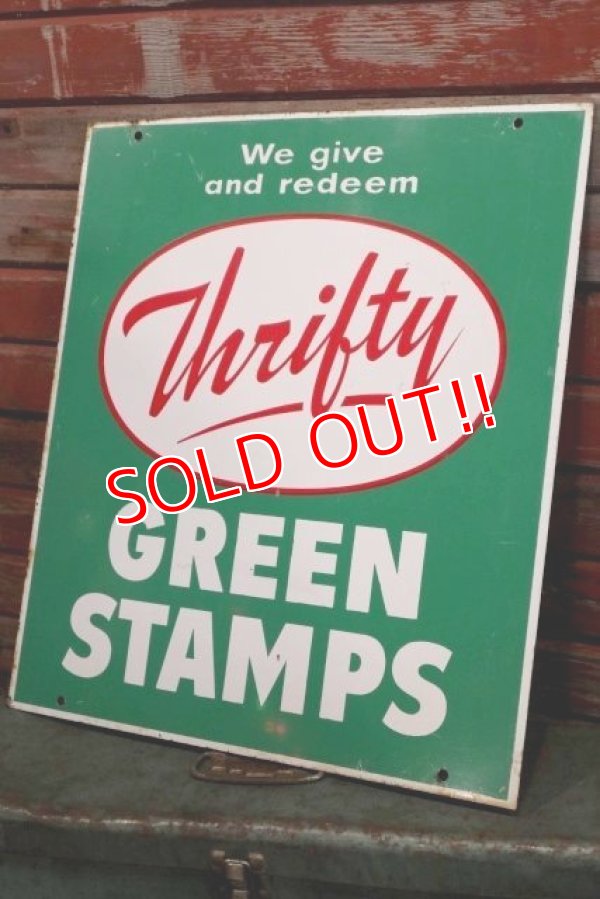 We give
and redeem
Thrifty
SOLD OUT!!
GREEN
STAMPS